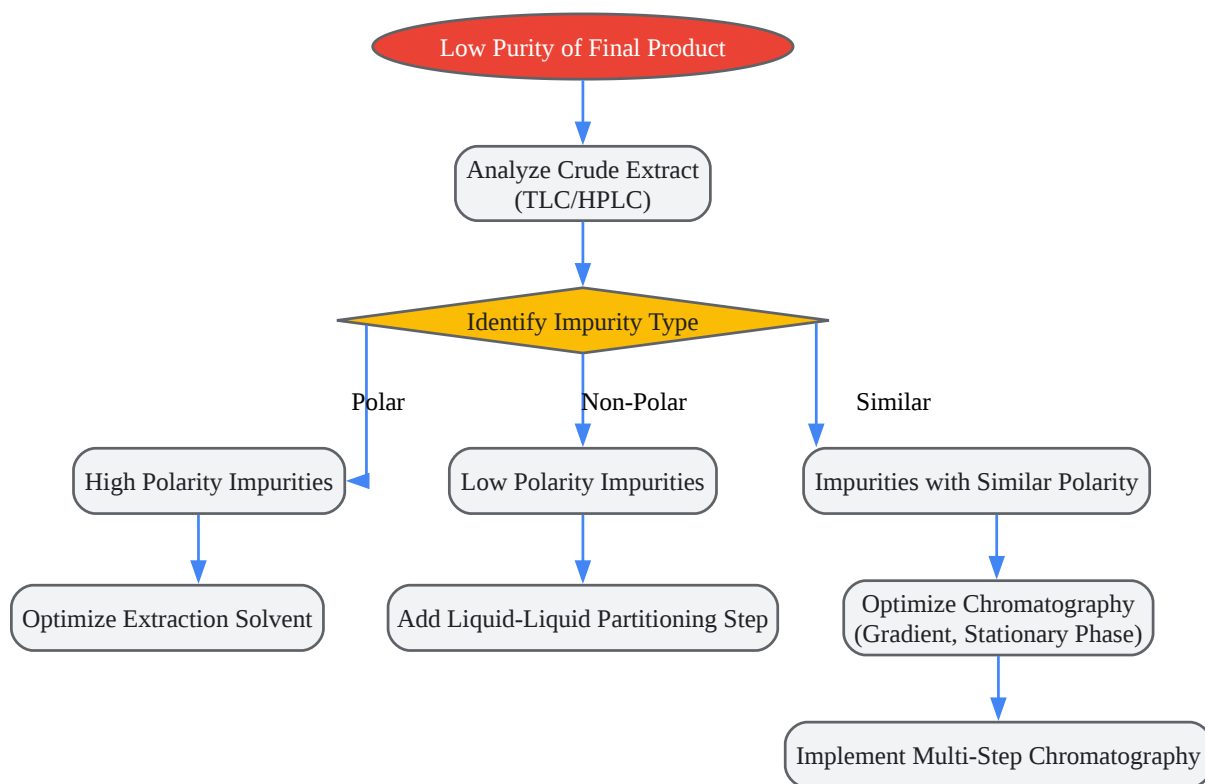 Low Purity of Final Product
Analyze Crude Extract
(TLC/HPLC)
Identify Impurity Type
Polar
Non-Polar
Similar
High Polarity Impurities
Low Polarity Impurities
Impurities with Similar Polarity
Optimize Extraction Solvent
Add Liquid-Liquid Partitioning Step
Optimize Chromatography
(Gradient, Stationary Phase)
Implement Multi-Step Chromatography